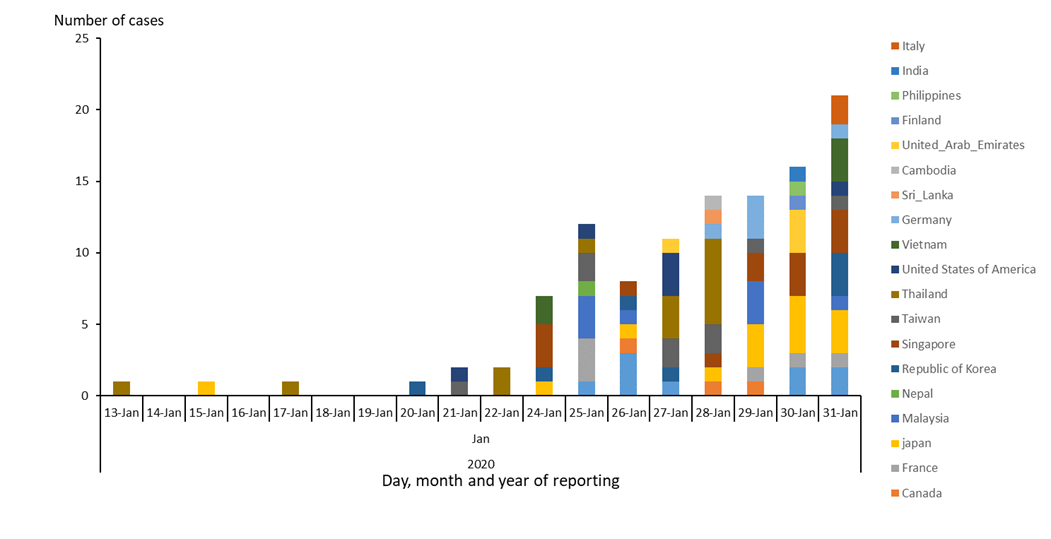 Number of cases
25
20
15
10
5
0
13-Jan 14-Jan 15-Jan 16-Jan 17-Jan 18-Jan 19-Jan 20-Jan 21-Jan 22-Jan 24-Jan 25-Jan 26-Jan 27-Jan 28-Jan 29-Jan 30-Jan 31-Jan
Jan
2020
Day, month and year of reporting
Italy
India
Philippines
Finland
United_Arab_Emirates
Cambodia
Sri_Lanka
Germany
Vietnam
United States of America
Thailand
Taiwan
Singapore
Republic of Korea
Nepal
Malaysia
japan
France
Canada